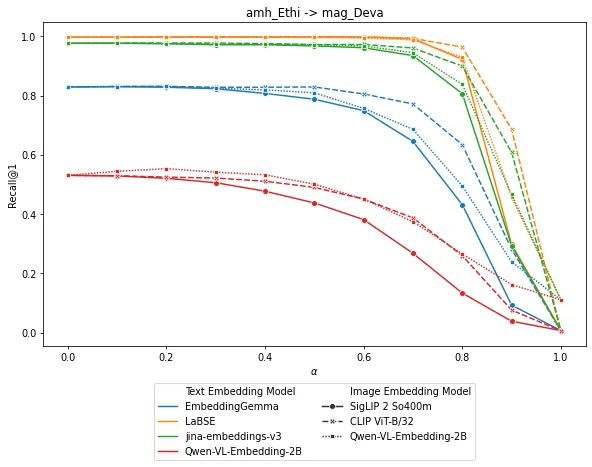 amh_Ethi -> mag_Deva
Recall@1
1.0
0.8
0.6
0.4
0.2
0.0
0.0 0.2 0.4 0.6 0.8 1.0
α
Text Embedding Model
EmbeddingGemma
LaBSE
jina-embeddings-v3
Qwen-VL-Embedding-2B
Image Embedding Model
SigLIP 2 So400m
CLIP ViT-B/32
Qwen-VL-Embedding-2B